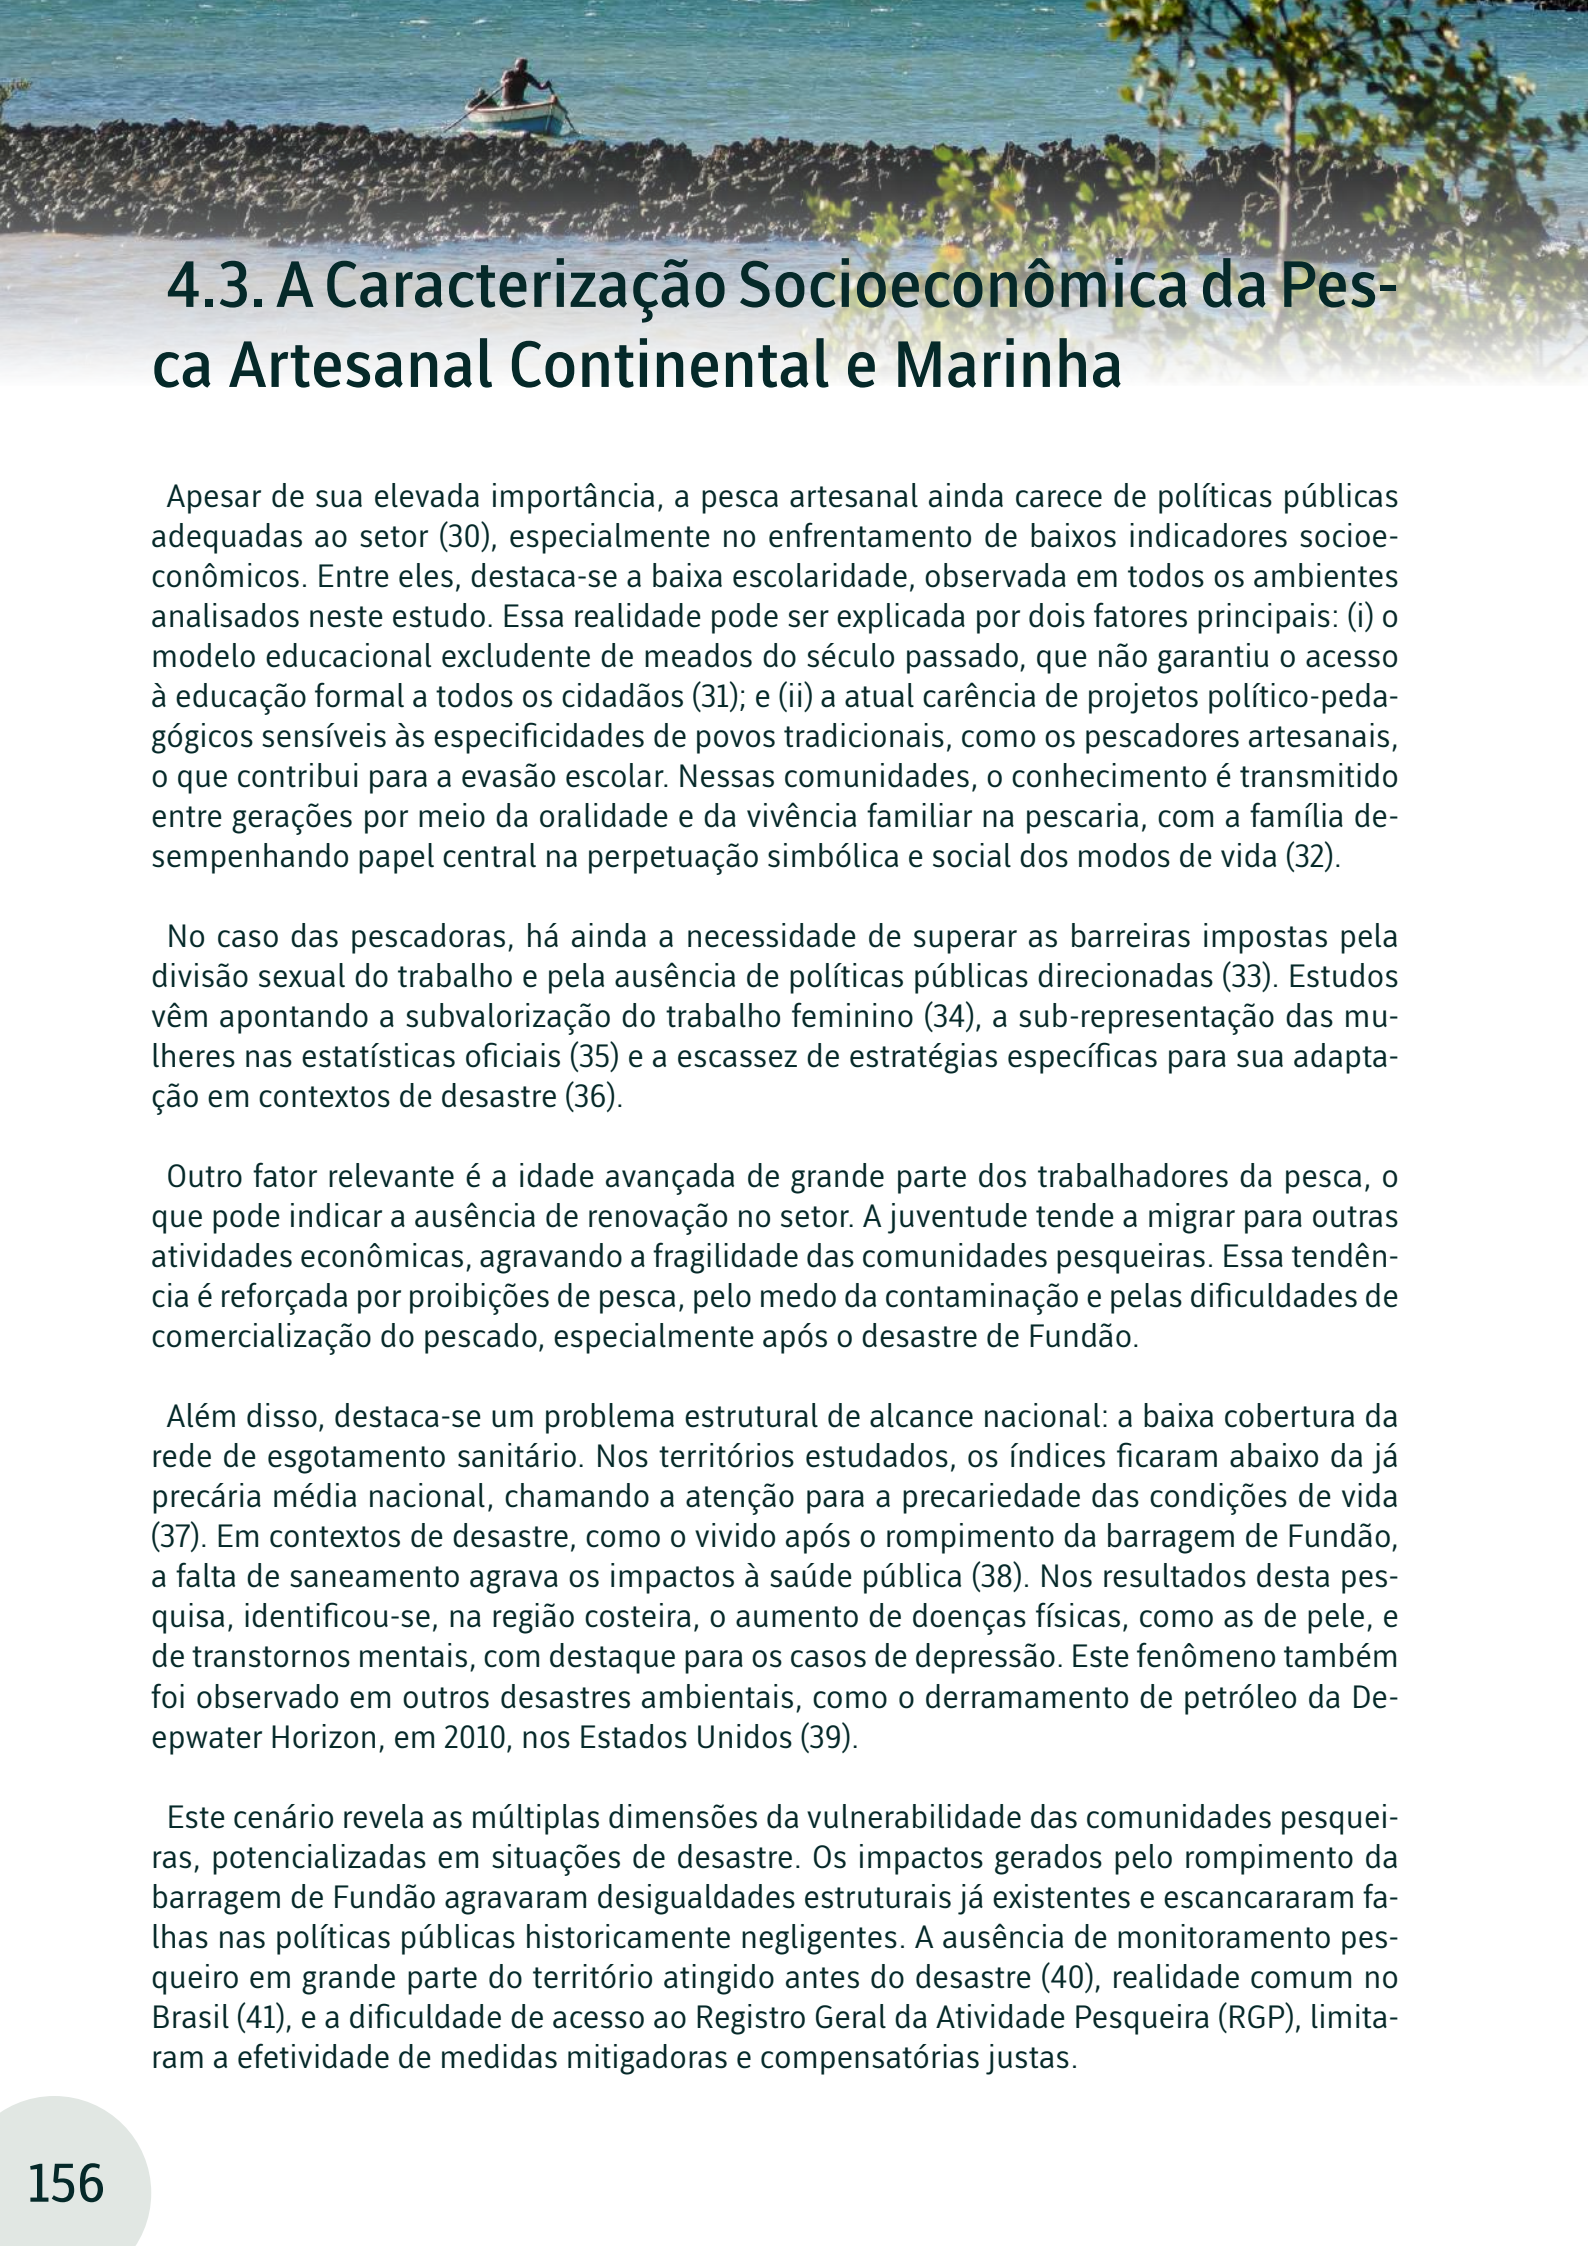 4.3. A Caracterização Socioeconômica da Pes-
ca Artesanal Continental e Marinha
Apesar de sua elevada importância, a pesca artesanal ainda carece de políticas públicas
adequadas ao setor (30), especialmente no enfrentamento de baixos indicadores socioe-
conômicos. Entre eles, destaca-se a baixa escolaridade, observada em todos os ambientes
analisados neste estudo. Essa realidade pode ser explicada por dois fatores principais: (i) o
modelo educacional excludente de meados do século passado, que não garantiu o acesso
à educação formal a todos os cidadãos (31); e (ii) a atual carência de projetos político-peda-
gógicos sensíveis às especificidades de povos tradicionais, como os pescadores artesanais,
o que contribui para a evasão escolar. Nessas comunidades, o conhecimento é transmitido
entre gerações por meio da oralidade e da vivência familiar na pescaria, com a família de-
sempenhando papel central na perpetuação simbólica e social dos modos de vida (32).
No caso das pescadoras, há ainda a necessidade de superar as barreiras impostas pela
divisão sexual do trabalho e pela ausência de políticas públicas direcionadas (33). Estudos
vêm apontando a subvalorização do trabalho feminino (34), a sub-representação das mu-
lheres nas estatísticas oficiais (35) e a escassez de estratégias específicas para sua adapta-
ção em contextos de desastre (36).
Outro fator relevante é a idade avançada de grande parte dos trabalhadores da pesca, o
que pode indicar a ausência de renovação no setor. A juventude tende a migrar para outras
atividades econômicas, agravando a fragilidade das comunidades pesqueiras. Essa tendên-
cia é reforçada por proibições de pesca, pelo medo da contaminação e pelas dificuldades de
comercialização do pescado, especialmente após o desastre de Fundão.
Além disso, destaca-se um problema estrutural de alcance nacional: a baixa cobertura da
rede de esgotamento sanitário. Nos territórios estudados, os índices ficaram abaixo da já
precária média nacional, chamando a atenção para a precariedade das condições de vida
(37). Em contextos de desastre, como o vivido após o rompimento da barragem de Fundão,
a falta de saneamento agrava os impactos à saúde pública (38). Nos resultados desta pes-
quisa, identificou-se, na região costeira, o aumento de doenças físicas, como as de pele, e
de transtornos mentais, com destaque para os casos de depressão. Este fenômeno também
foi observado em outros desastres ambientais, como o derramamento de petróleo da De-
epwater Horizon, em 2010, nos Estados Unidos (39).
Este cenário revela as múltiplas dimensões da vulnerabilidade das comunidades pesquei-
ras, potencializadas em situações de desastre. Os impactos gerados pelo rompimento da
barragem de Fundão agravaram desigualdades estruturais já existentes e escancararam fa-
lhas nas políticas públicas historicamente negligentes. A ausência de monitoramento pes-
queiro em grande parte do território atingido antes do desastre (40), realidade comum no
Brasil (41), e a dificuldade de acesso ao Registro Geral da Atividade Pesqueira (RGP), limita-
ram a efetividade de medidas mitigadoras e compensatórias justas.
156